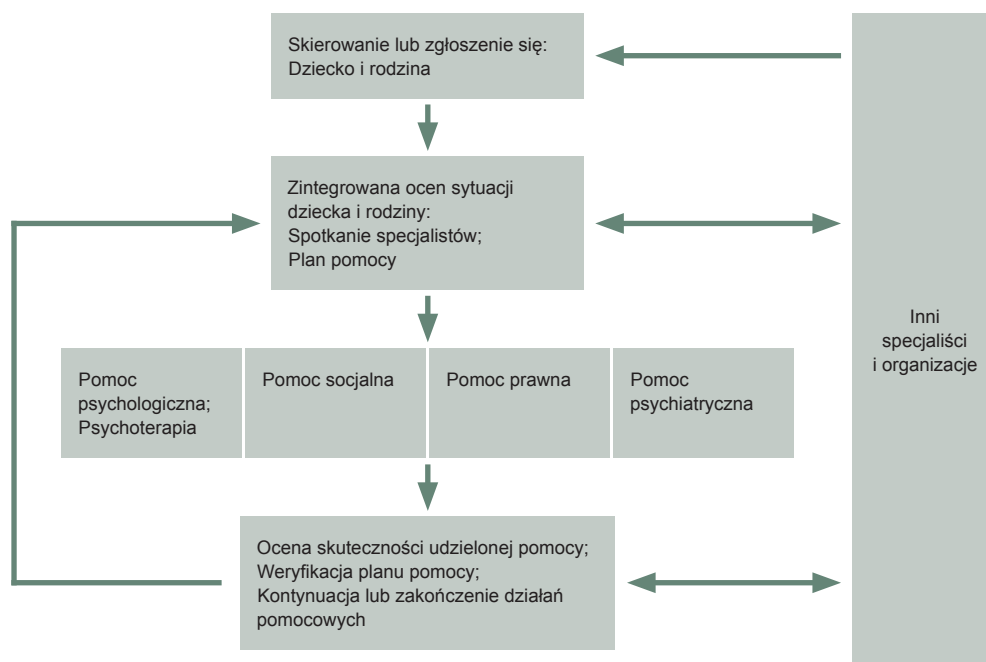 Skierowanie lub zgłoszenie się:
Dziecko i rodzina
Zintegrowana ocen sytuacji
dziecka i rodziny:
Spotkanie specjalistów;
Plan pomocy
Pomoc
psychologiczna;
Psychoterapia
Pomoc socjalna
Pomoc prawna
Pomoc
psychiatryczna
Ocena skuteczności udzielonej pomocy;
Weryfikacja planu pomocy;
Kontynuacja lub zakończenie działań
pomocowych
Inni
specjaliści
i organizacje